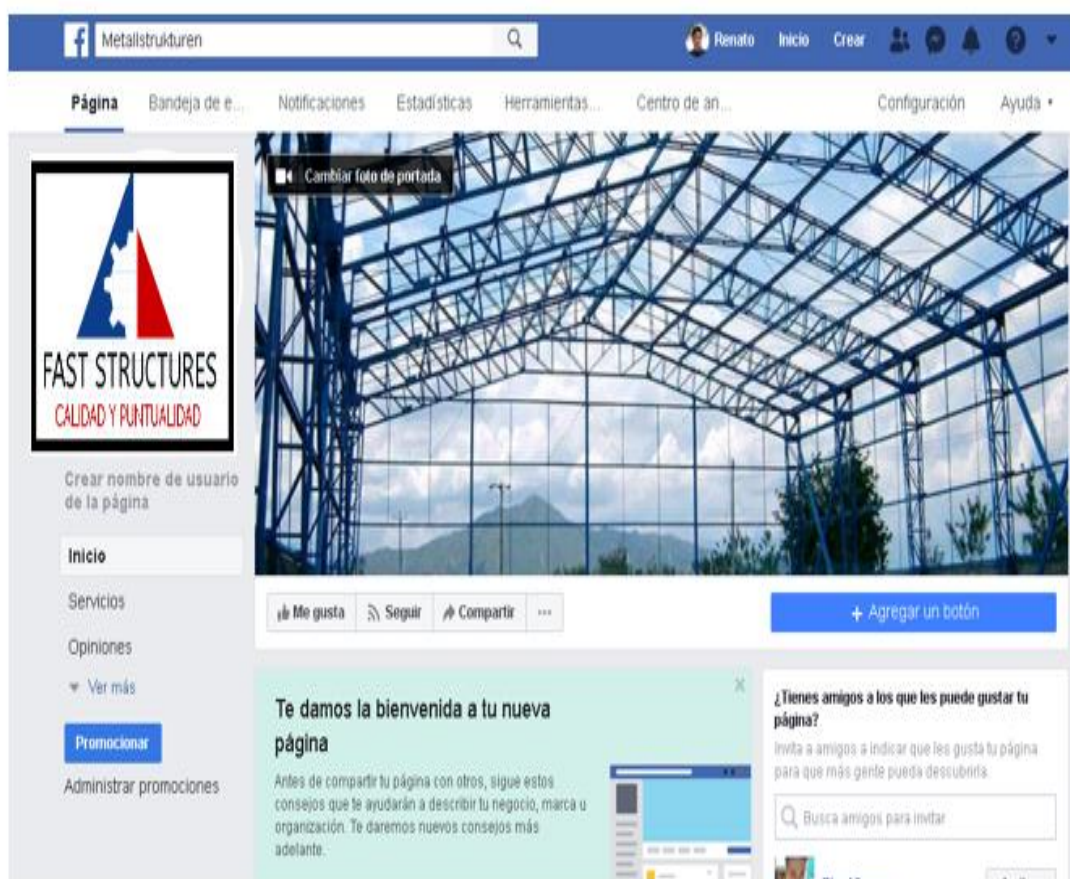 Metallstrukturen
Renato Inicio Crear
Página Bandeja de e... Notificaciones Estadísticas Herramientas... Centro de an... Configuración Ayuda
Cambiar foto de portada
FAST STRUCTURES
CALIDAD Y PUNTUALIDAD
Crear nombre de usuario
de la página
Inicio
Servicios
Opiniones
Ver más
Promocionar
Administrar promociones
Me gusta Seguir Compartir ...
+ Agregar un botón
Te damos la bienvenida a tu nueva
página
Antes de compartir tu página con otros, sigue estos
consejos que te ayudarán a describir tu negocio, marca u
organización. Te daremos nuevos consejos más
adelante.
¿Tienes amigos a los que les puede gustar tu
página?
Invita a amigos a indicar que les gusta tu página
para que más gente pueda descubrirla.
Busca amigos para invitar